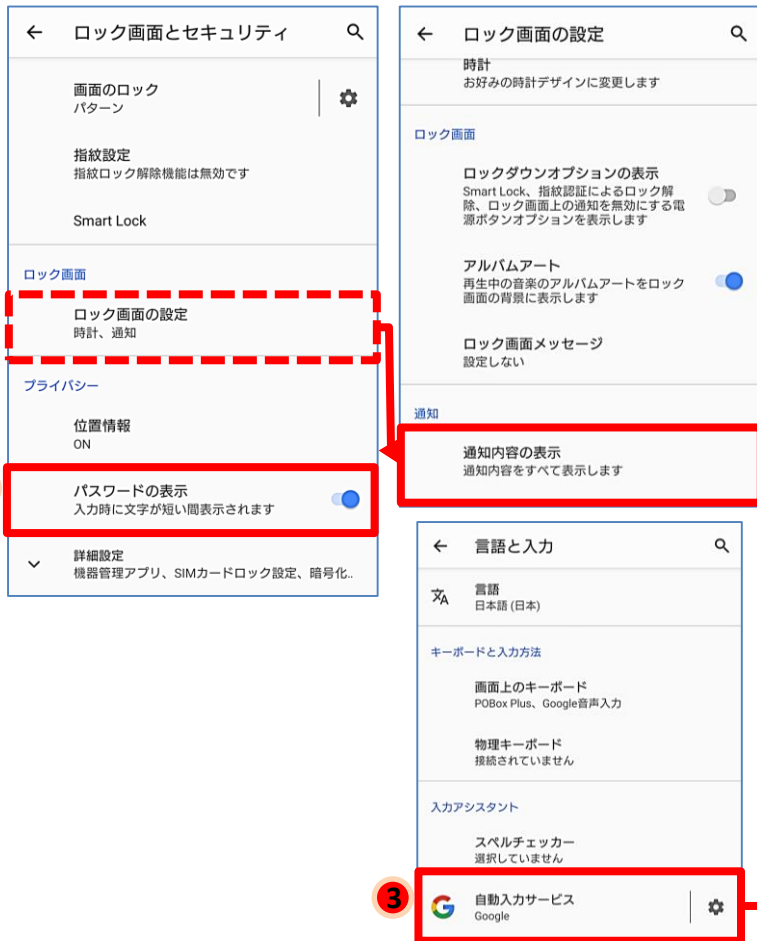 ロック画面とセキュリティ
画面のロック
パターン
指紋設定
指紋ロック解除機能は無効です
Smart Lock
ロック画面
ロック画面の設定
時計、通知
プライバシー
位置情報
ON
パスワードの表示
入力時に文字が短い間表示されます
詳細設定
機器管理アプリ、SIMカードロック設定、暗号化..
ロック画面の設定
時計
お好みの時計デザインに変更します
ロック画面
ロックダウンオプションの表示
Smart Lock、指紋認証によるロック解
除、ロック画面上の通知を無効にする電
源ボタンオプションを表示します
アルバムアート
再生中の音楽のアルバムアートをロック
画面の背景に表示します
ロック画面メッセージ
設定しない
通知
通知内容の表示
通知内容をすべて表示します
言語と入力
言語
日本語 (日本)
キーボードと入力方法
画面上のキーボード
POBox Plus、Google音声入力
物理キーボード
接続されていません
入力アシスタント
スペルチェッカー
選択していません
3
自動入力サービス
Google